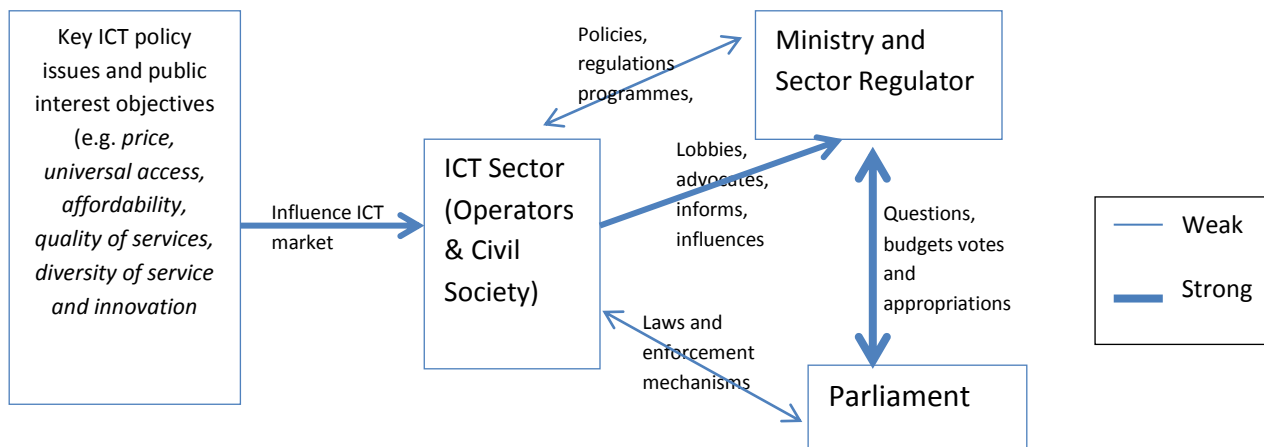 Key ICT policy
issues and public
interest objectives
(e.g. price,
universal access,
affordability,
quality of services,
diversity of service
and innovation
Influence ICT
market
ICT Sector
(Operators
& Civil
Society)
Policies,
regulations
programmes,
Ministry and
Sector Regulator
Lobbies,
advocates,
informs,
influences
Questions,
budgets votes
and
appropriations
Laws and
enforcement
mechanisms
Parliament
Weak
Strong